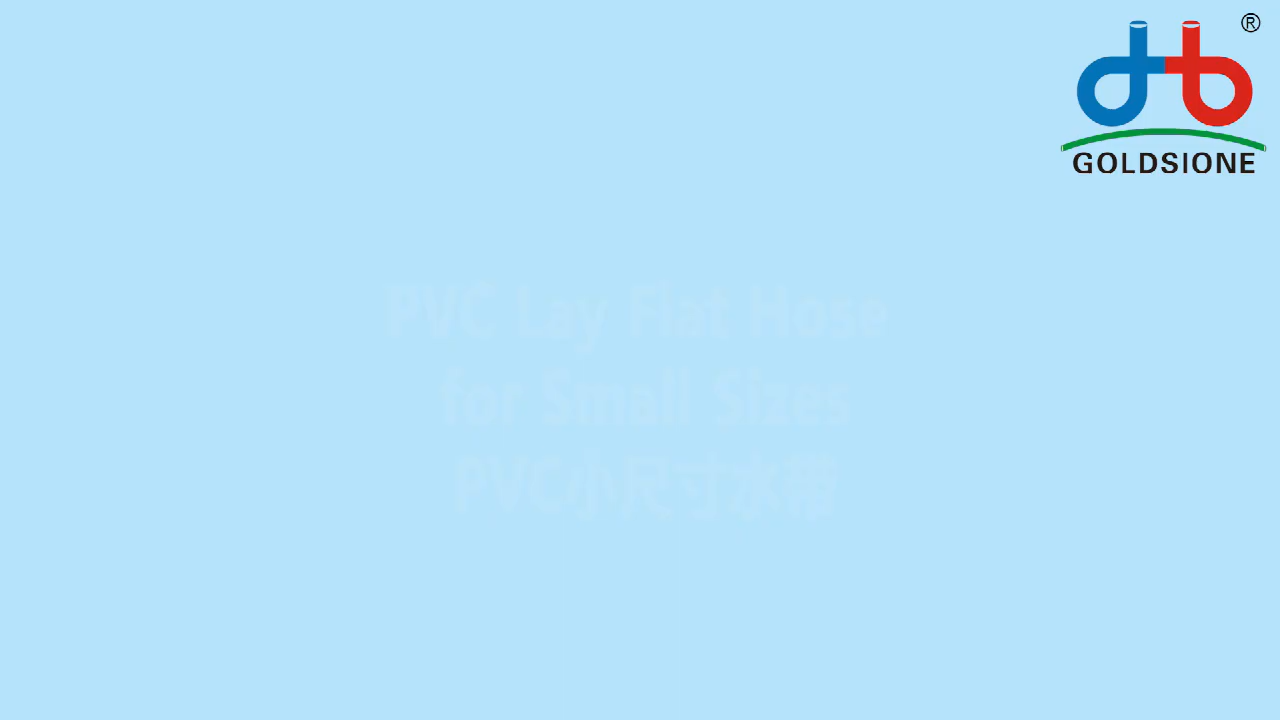 ®
GOLDSIONE
PVC Lay Flat Hose
for Small Sizes
PVC小尺寸水带